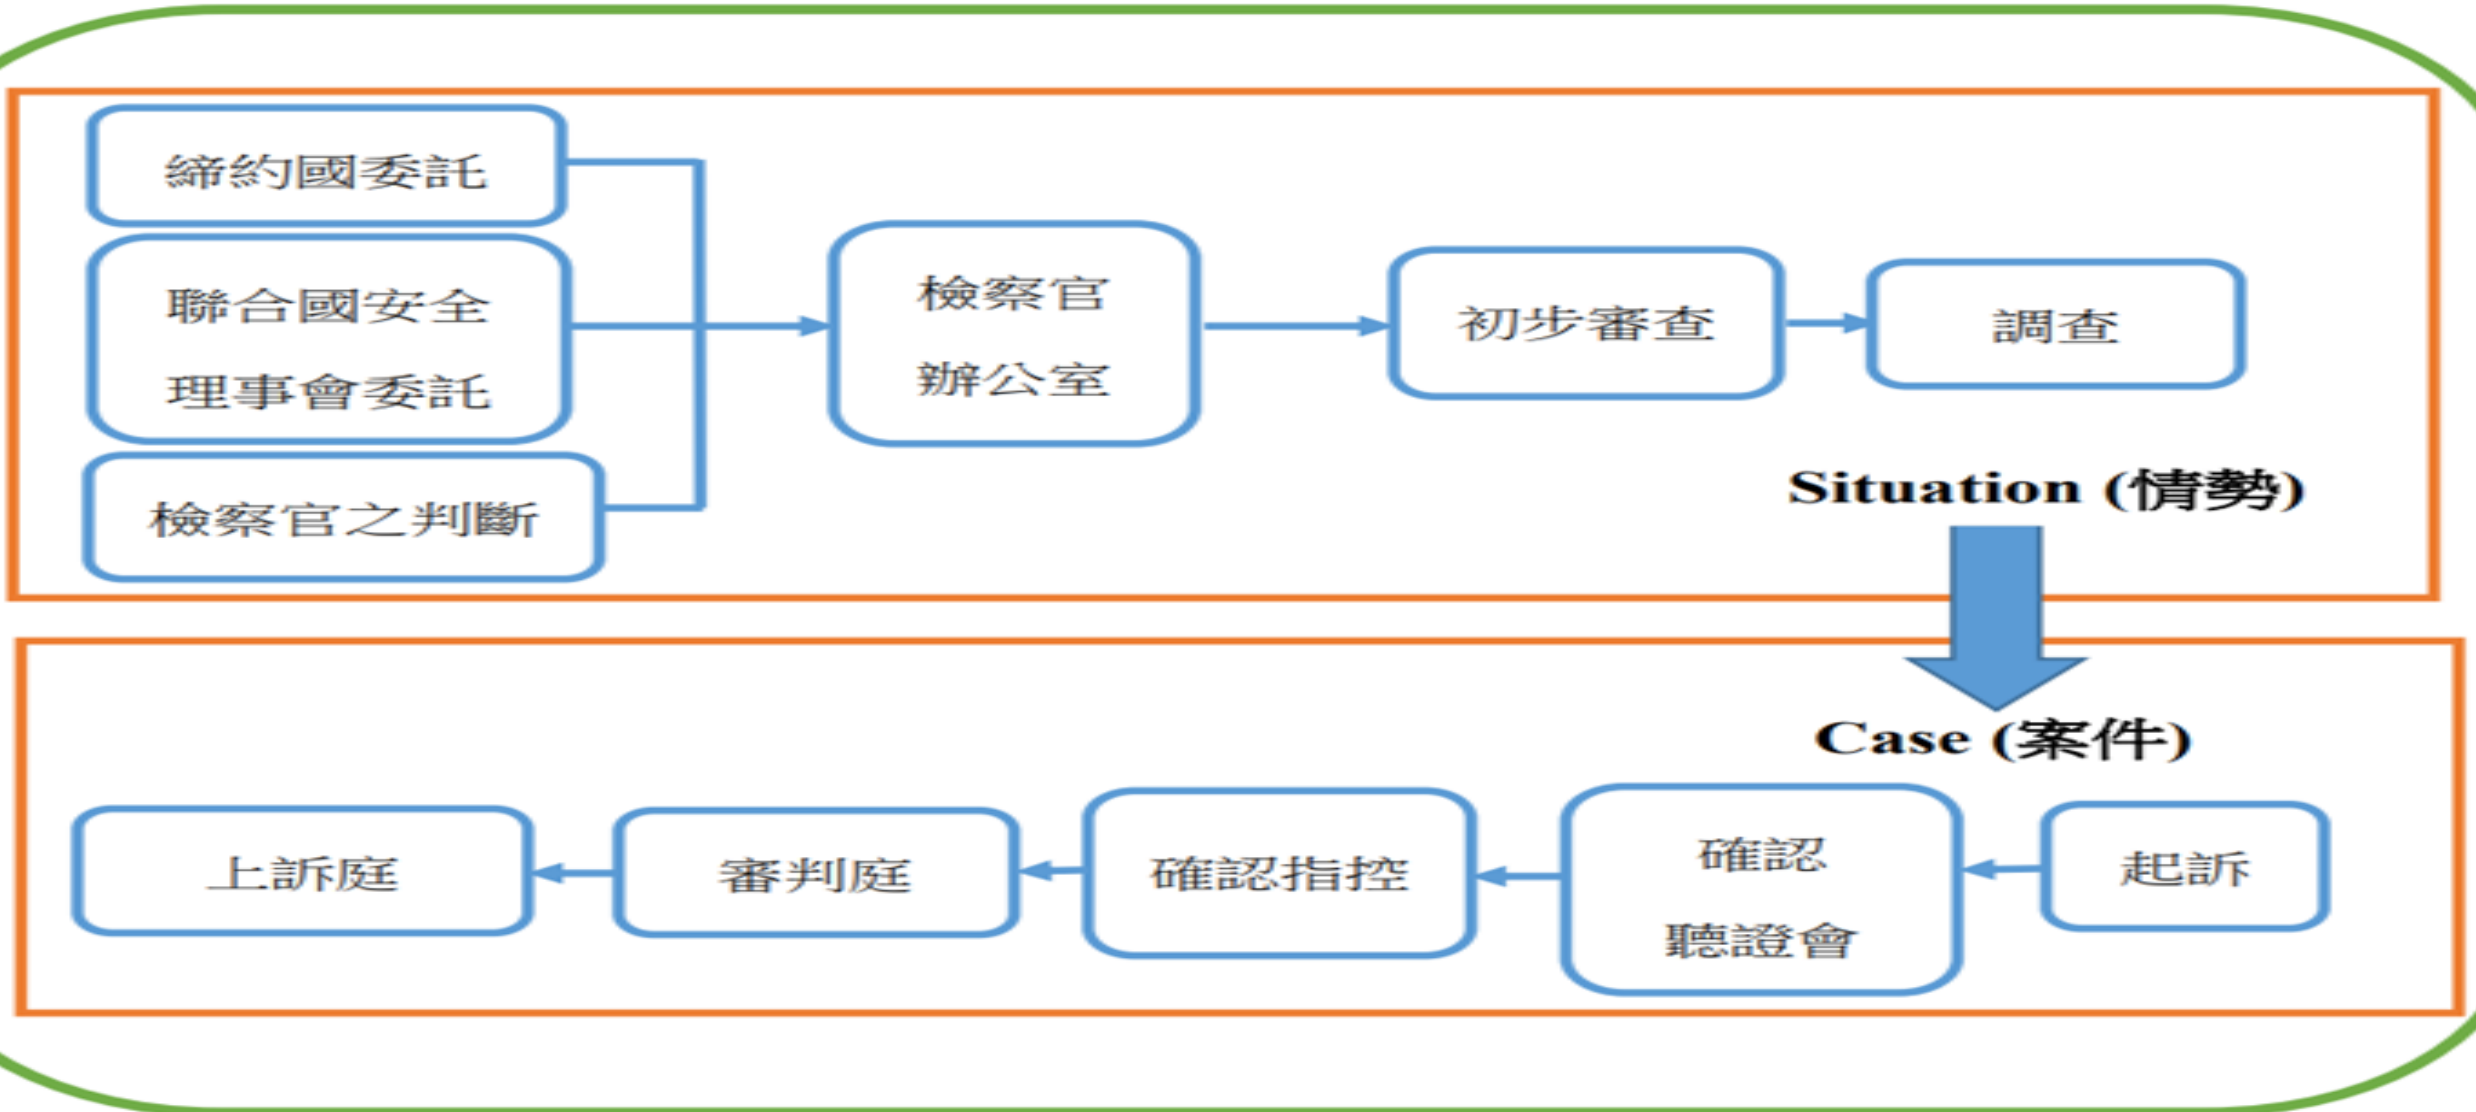 締約國委託
聯合國安全
理事會委託
檢察官之判斷
檢察官
辦公室
初步審查
調查
Situation (情勢)
Case (案件)
起訴
確認
聽證會
確認指控
審判庭
上訴庭